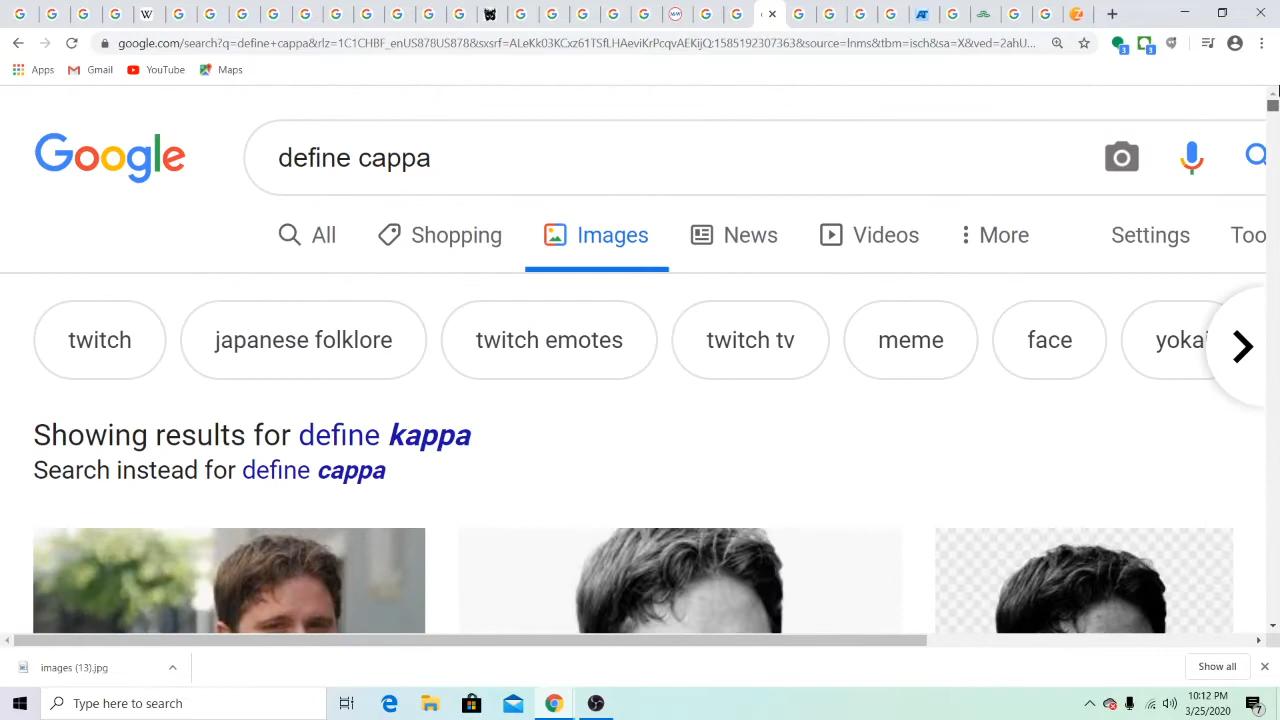 google.com/search?q=define+cappa&rlz=1C1CHBF_enUS878US878&sxsrf=ALeKk03KCxz61TSfLHAeviKrPcqvAEKijQ:1585192307363&source=lnms&tbm=isch&sa=X&ved=2ahU...
Apps Gmail YouTube Maps
Google define cappa
All Shopping Images News Videos More Settings Too
twitch japanese folklore twitch emotes twitch tv meme face yokai
Showing results for define kappa
Search instead for define cappa
images (13).jpg Show all
Type here to search
10:12 PM
3/25/2020